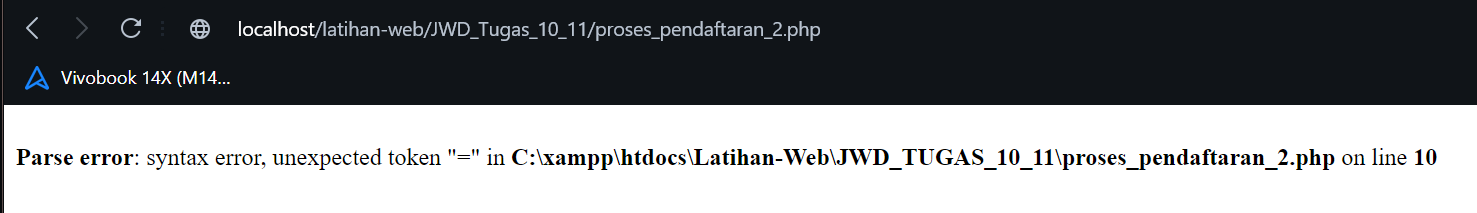 localhost/latihan-web/JWD_Tugas_10_11/proses_pendaftaran_2.php
Vivobook 14X (M14...
Parse error: syntax error, unexpected token "=" in C:\xampp\htdocs\Latihan-Web\JWD_TUGAS_10_11\proses_pendaftaran_2.php on line 10